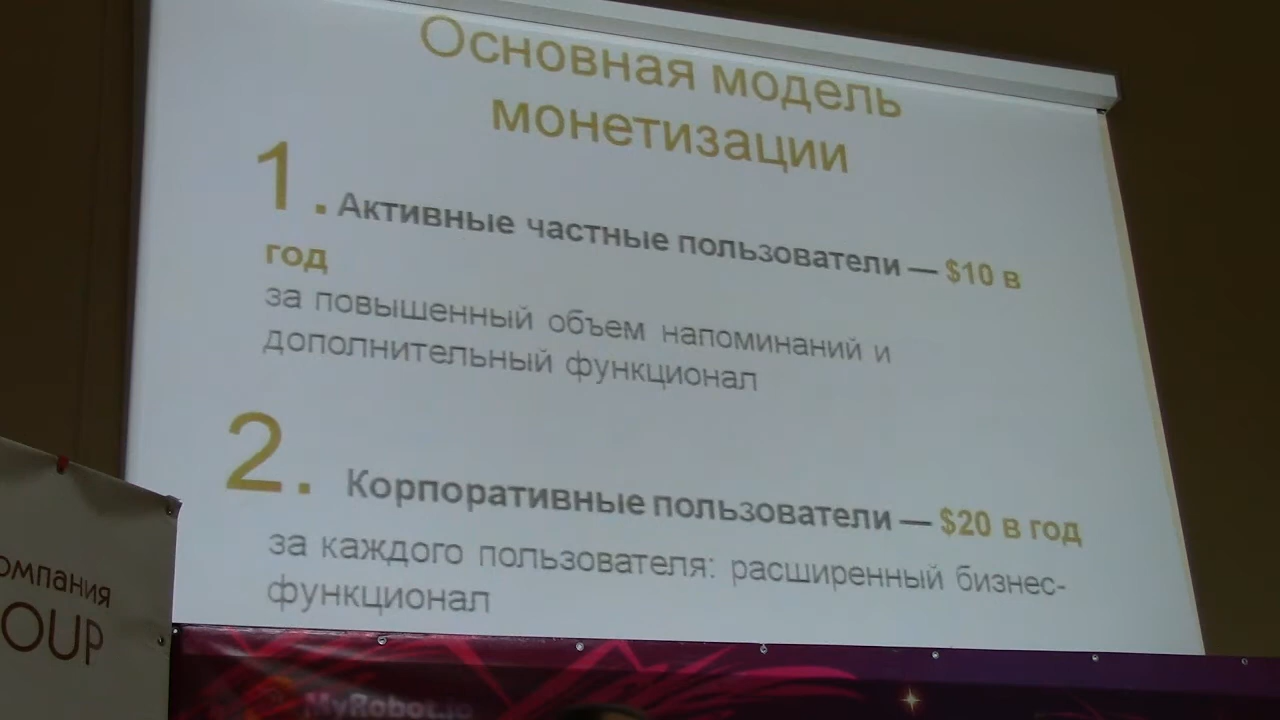 Основная модель
монетизации
1. Активные частные пользователи — $10 в
год
за повышенный объем напоминаний и
дополнительный функционал
2. Корпоративные пользователи — $20 в год
за каждого пользователя: расширенный бизнес-
функционал
омпания
OUP